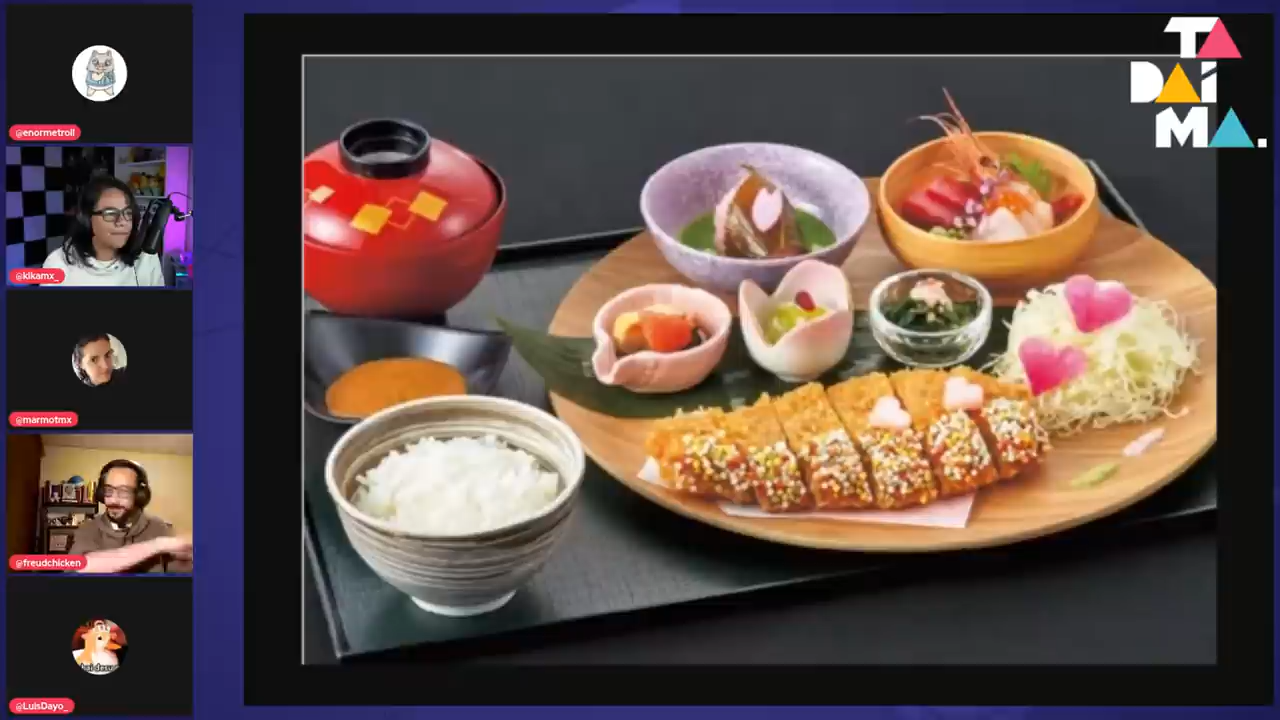 @enormetroll
@kikamx_
@marmotmx
@freudchicken
@LuisDayo_
TA
DAI
MA.